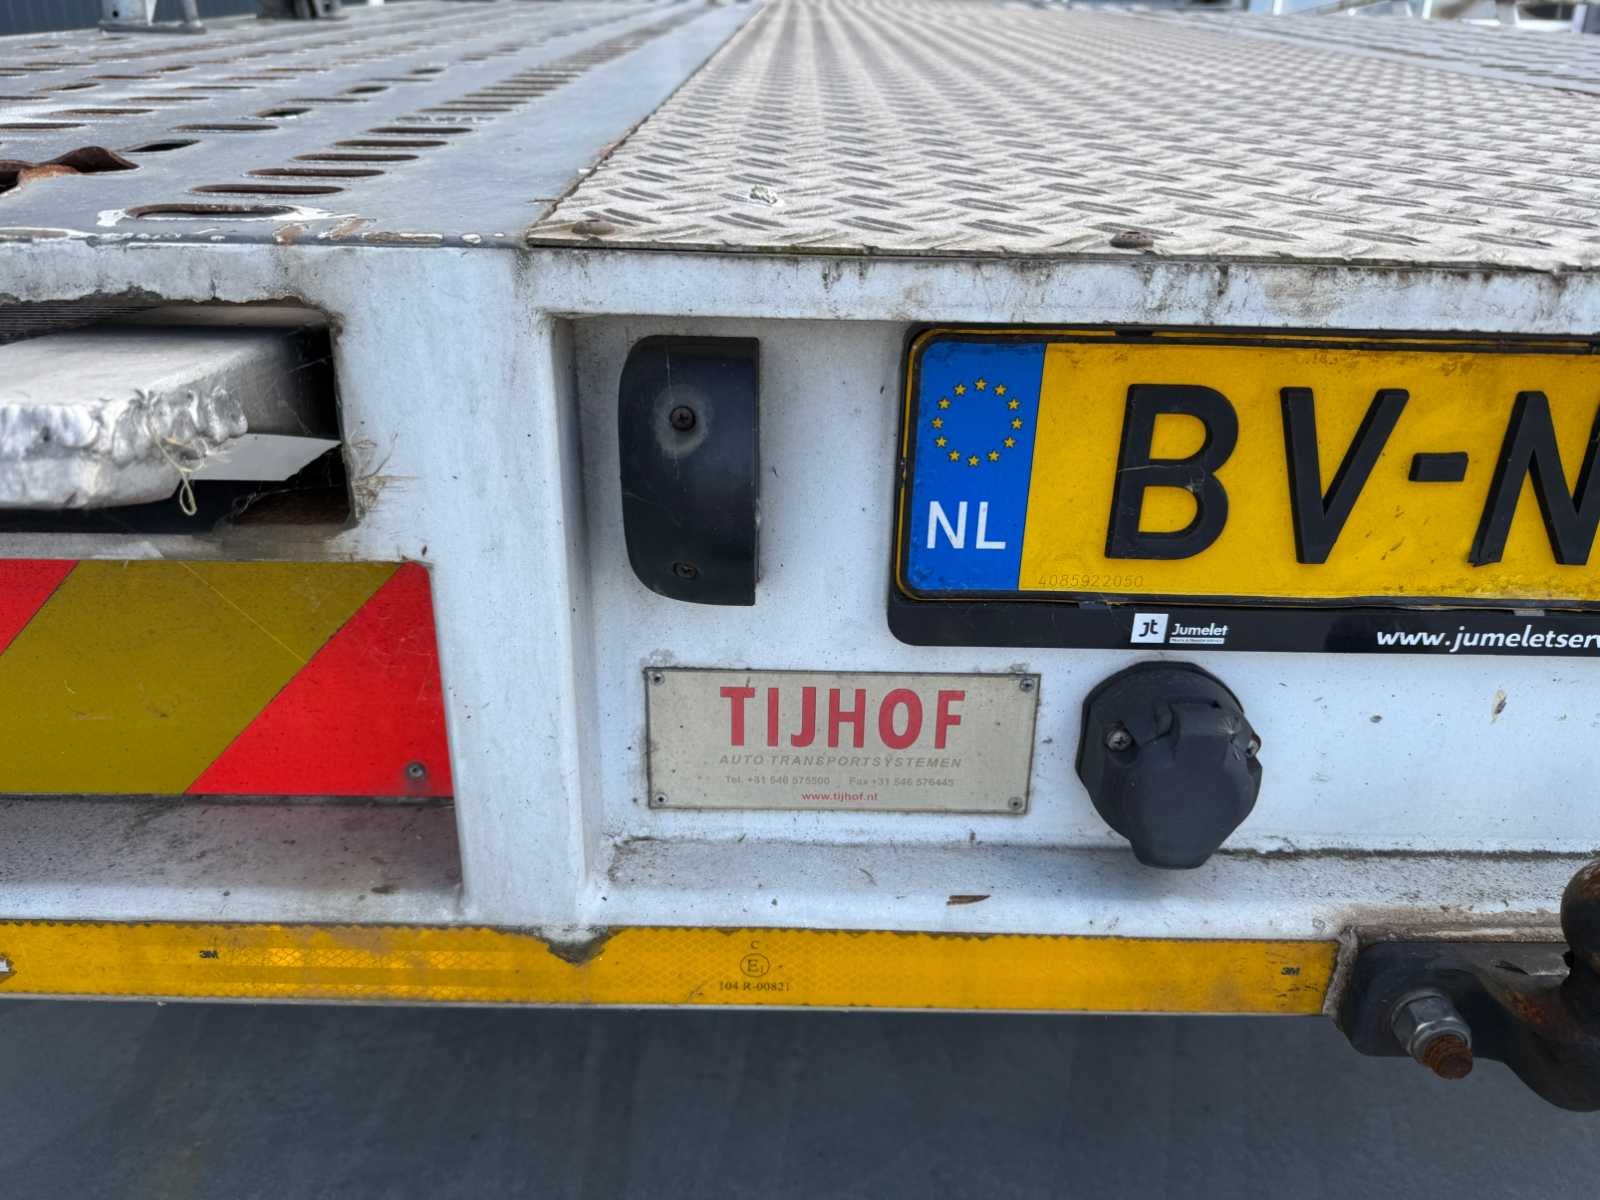 BV-N
NL
4085922050
jt Jumelet
www.jumeletserv
TIJHOF
AUTO TRANSPORTSYSTEMEN
Tel. +31 546 575500 Fax +31 546 576445
www.tijhof.nl
3M
C
E1
104 R-00821
3M